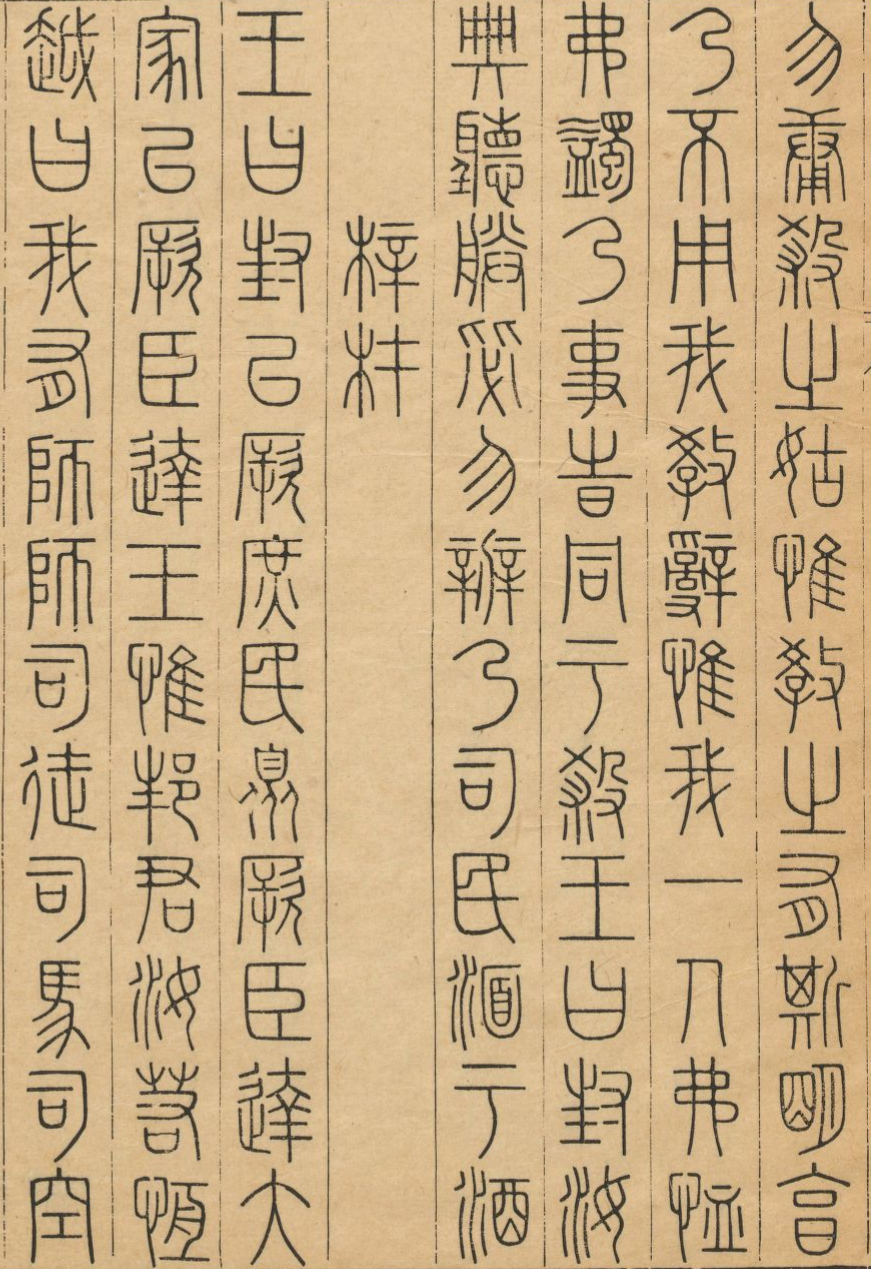 勿庸殺之姑惟教之有斯明享
乃不用我教辭惟我一人弗恤
弗蠲乃事時同于殺王曰封汝
典聽朕毖勿辯乃司民湎于酒
梓材
王曰封以厥庶民暨厥臣達大
家以厥臣達王惟邦君汝若恆
越曰我有師師司徒司馬司空